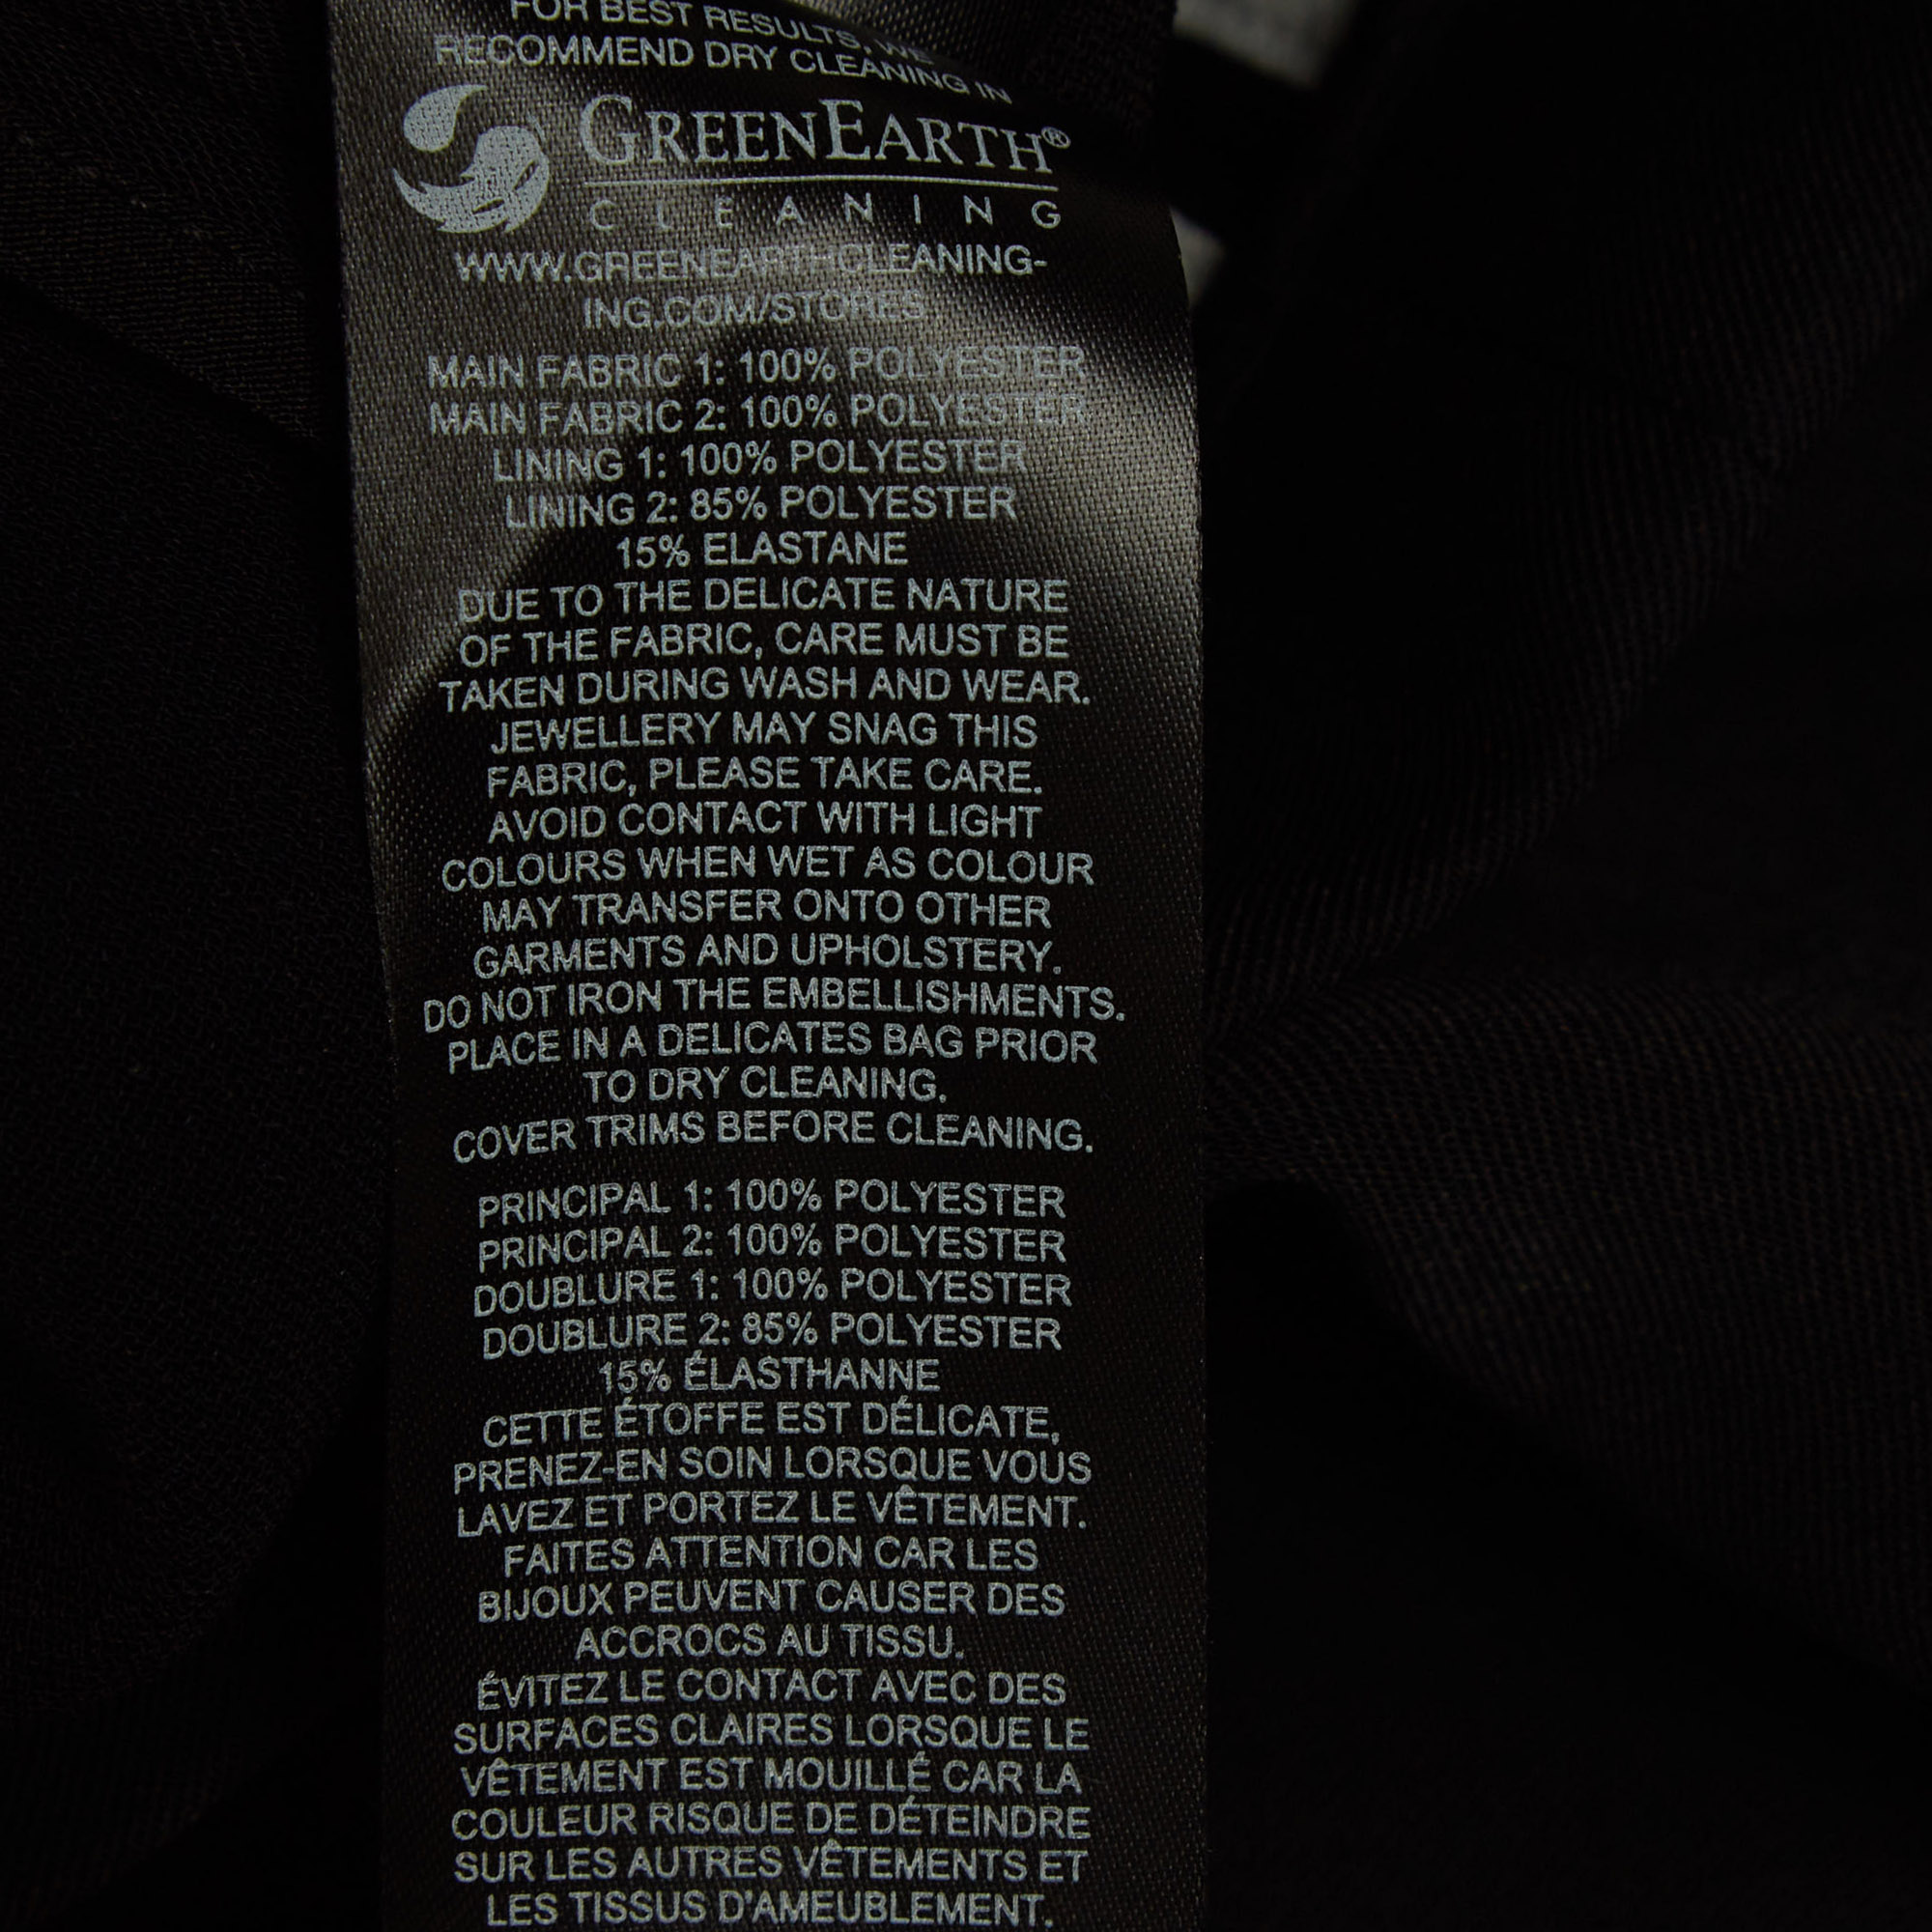 FOR BEST RESULTS, WE
RECOMMEND DRY CLEANING IN
GREENEARTH®
CLEANING
WWW.GREENEARTHCLEANING-
ING.COM/STORES
MAIN FABRIC 1: 100% POLYESTER
MAIN FABRIC 2: 100% POLYESTER
LINING 1: 100% POLYESTER
LINING 2: 85% POLYESTER
15% ELASTANE
DUE TO THE DELICATE NATURE
OF THE FABRIC, CARE MUST BE
TAKEN DURING WASH AND WEAR.
JEWELLERY MAY SNAG THIS
FABRIC, PLEASE TAKE CARE.
AVOID CONTACT WITH LIGHT
COLOURS WHEN WET AS COLOUR
MAY TRANSFER ONTO OTHER
GARMENTS AND UPHOLSTERY.
DO NOT IRON THE EMBELLISHMENTS.
PLACE IN A DELICATES BAG PRIOR
TO DRY CLEANING.
COVER TRIMS BEFORE CLEANING.
PRINCIPAL 1: 100% POLYESTER
PRINCIPAL 2: 100% POLYESTER
DOUBLURE 1: 100% POLYESTER
DOUBLURE 2: 85% POLYESTER
15% ÉLASTHANNE
CETTE ÉTOFFE EST DÉLICATE,
PRENEZ-EN SOIN LORSQUE VOUS
LAVEZ ET PORTEZ LE VÊTEMENT.
FAITES ATTENTION CAR LES
BIJOUX PEUVENT CAUSER DES
ACCROCS AU TISSU.
ÉVITEZ LE CONTACT AVEC DES
SURFACES CLAIRES LORSQUE LE
VÊTEMENT EST MOUILLÉ CAR LA
COULEUR RISQUE DE DÉTEINDRE
SUR LES AUTRES VÊTEMENTS ET
LES TISSUS D'AMEUBLEMENT.